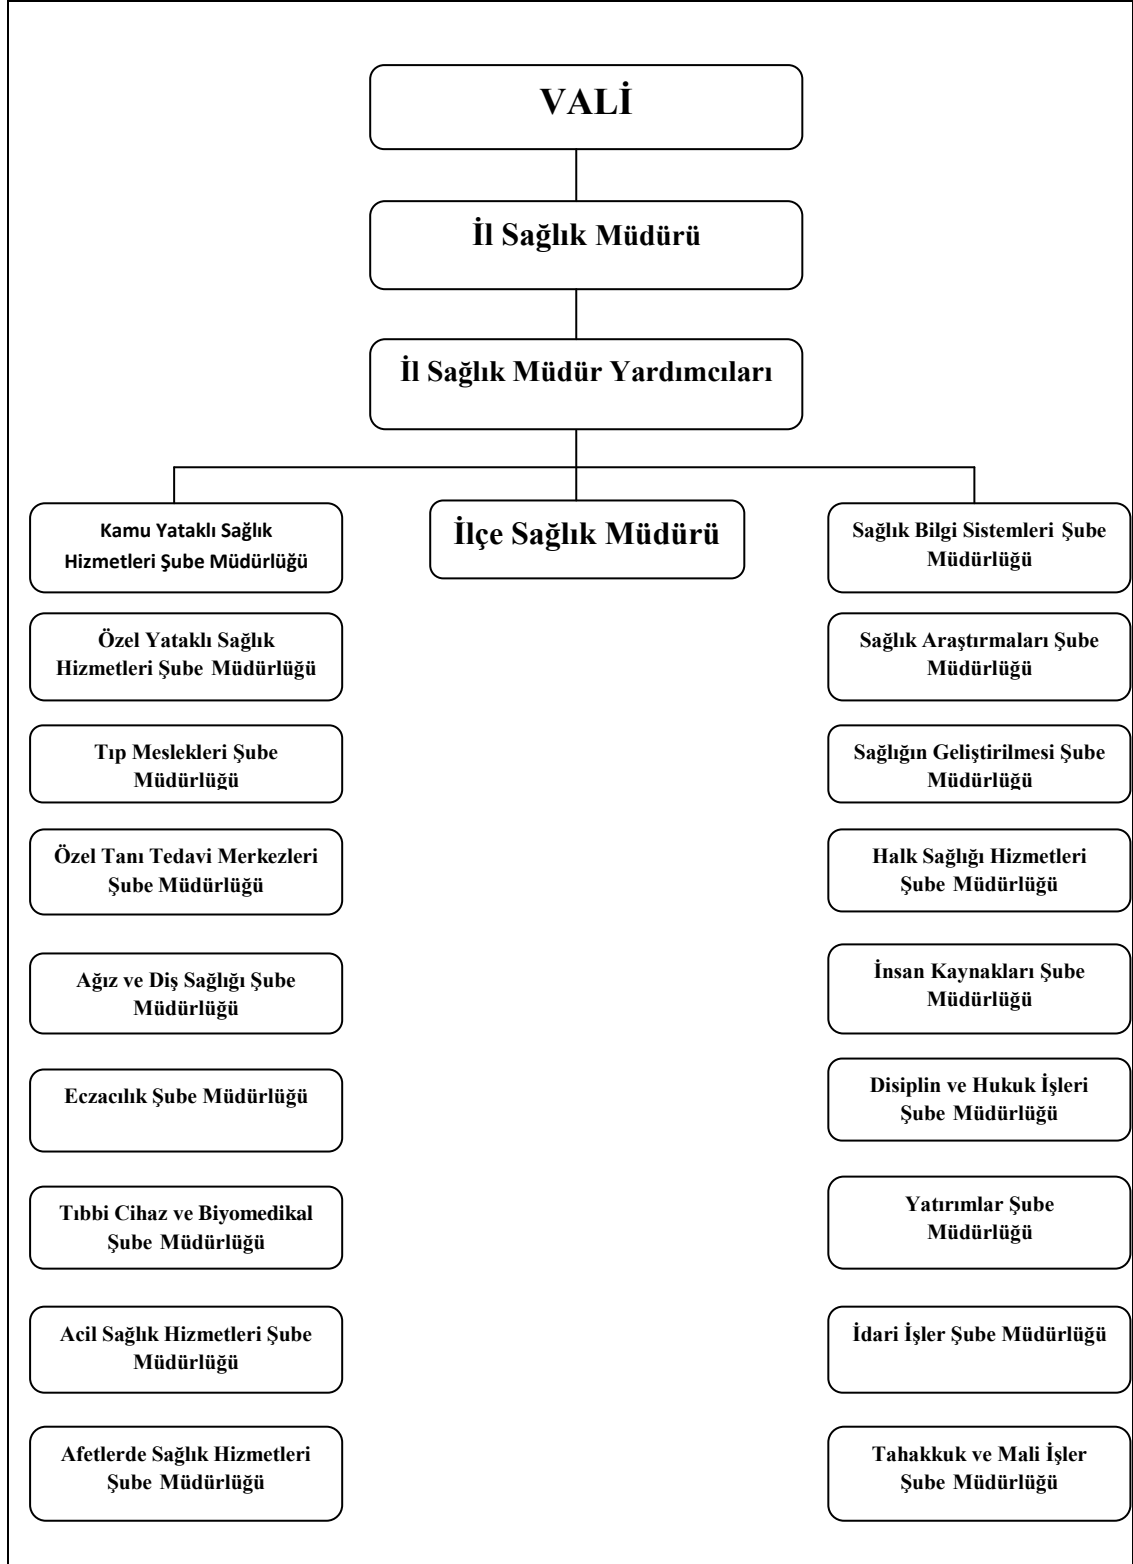 VALİ
İl Sağlık Müdürü
İl Sağlık Müdür Yardımcıları
Kamu Yataklı Sağlık
Hizmetleri Şube Müdürlüğü
İlçe Sağlık Müdürü
Sağlık Bilgi Sistemleri Şube
Müdürlüğü
Özel Yataklı Sağlık
Hizmetleri Şube Müdürlüğü
Sağlık Araştırmaları Şube
Müdürlüğü
Tıp Meslekleri Şube
Müdürlüğü
Sağlığın Geliştirilmesi Şube
Müdürlüğü
Özel Tanı Tedavi Merkezleri
Şube Müdürlüğü
Halk Sağlığı Hizmetleri
Şube Müdürlüğü
Ağız ve Diş Sağlığı Şube
Müdürlüğü
İnsan Kaynakları Şube
Müdürlüğü
Eczacılık Şube Müdürlüğü
Disiplin ve Hukuk İşleri
Şube Müdürlüğü
Tıbbi Cihaz ve Biyomedikal
Şube Müdürlüğü
Yatırımlar Şube
Müdürlüğü
Acil Sağlık Hizmetleri Şube
Müdürlüğü
İdari İşler Şube Müdürlüğü
Afetlerde Sağlık Hizmetleri
Şube Müdürlüğü
Tahakkuk ve Mali İşler
Şube Müdürlüğü